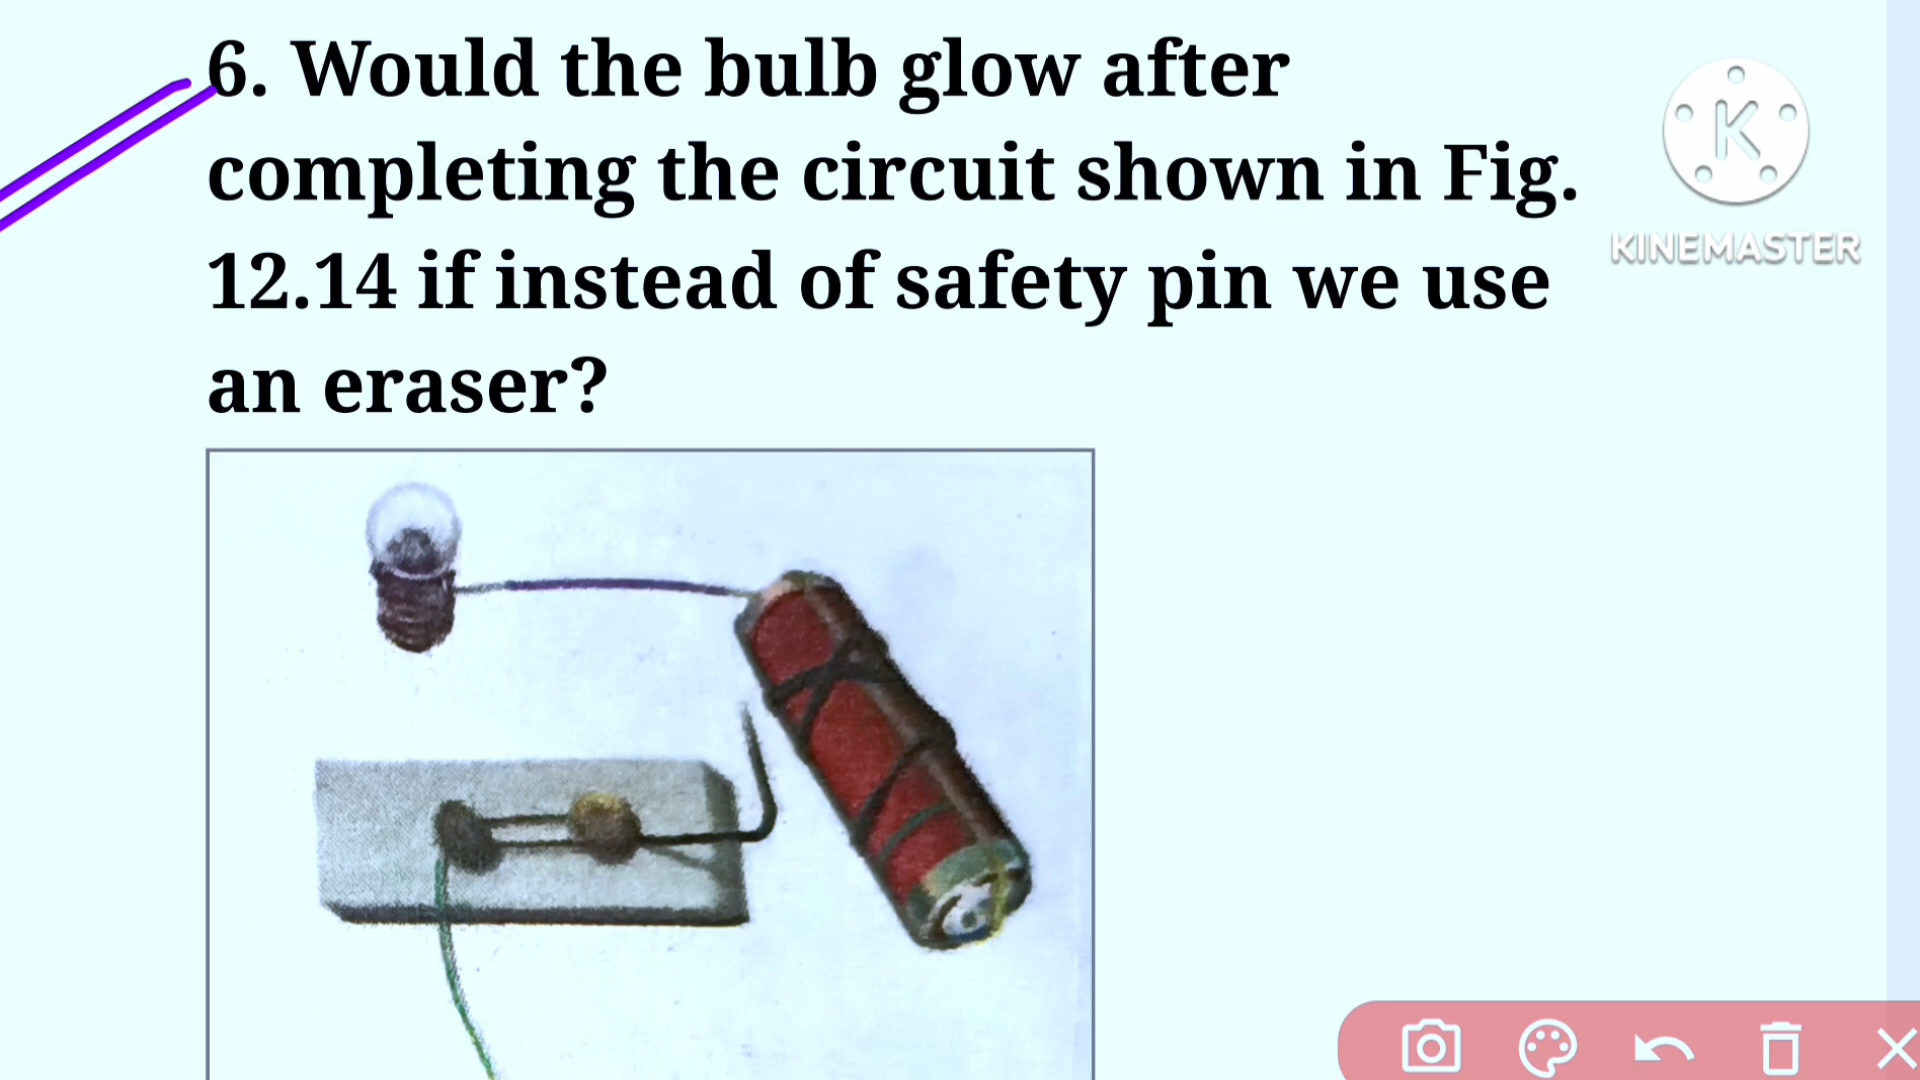 6. Would the bulb glow after
completing the circuit shown in Fig.
12.14 if instead of safety pin we use
an eraser?
K
KINEMASTER